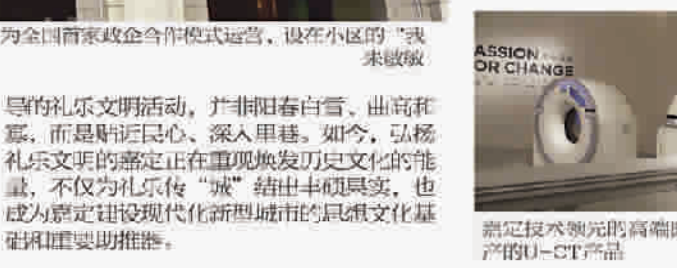 为全国首家政企合作模式运营，设在小区的“我
朱敏敏
导的礼乐文明活动，并非阳春白雪、曲高和
寡，而是贴近民心、深入里巷。如今，弘扬
礼乐文明的嘉定正在重现焕发历史文化的能
量，不仅为礼乐传“城”结出丰硕果实，也
成为嘉定建设现代化新型城市的思想文化基
础和重要助推器。
ASSION
OR CHANGE
嘉定技术领先的高端
产的U-CT产品